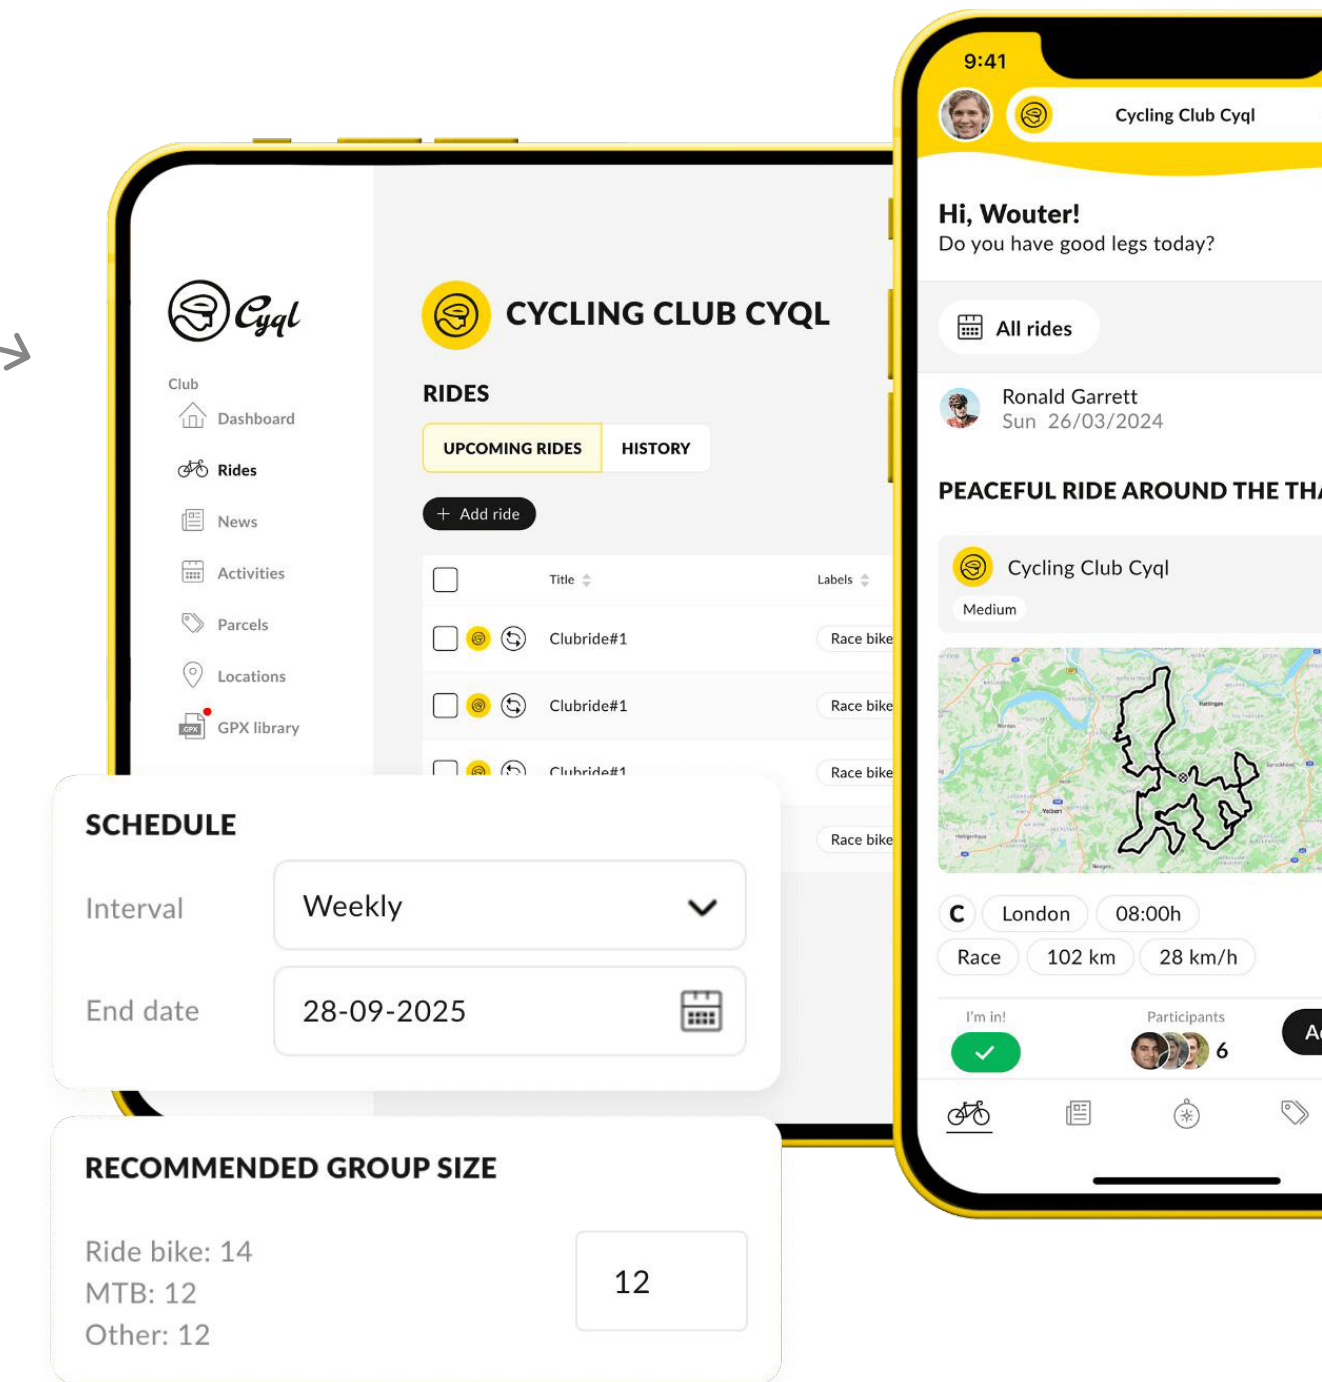 Cyql
Club
Dashboard
Rides
News
Activities
Parcels
Locations
GPX library
CYCLING CLUB CYQL
RIDES
UPCOMING RIDES HISTORY
+ Add ride
Title Labels
Clubride#1 Race bike
Clubride#1 Race bike
Clubride#1 Race bike
Race bike
SCHEDULE
Interval Weekly
End date 28-09-2025
RECOMMENDED GROUP SIZE
Ride bike: 14
MTB: 12
Other: 12
12
9:41
Cycling Club Cyql
Hi, Wouter!
Do you have good legs today?
All rides
Ronald Garrett
Sun 26/03/2024
PEACEFUL RIDE AROUND THE THA
Cycling Club Cyql
Medium
Hattingen
Velbert
C London 08:00h
Race 102 km 28 km/h
I'm in! Participants
6